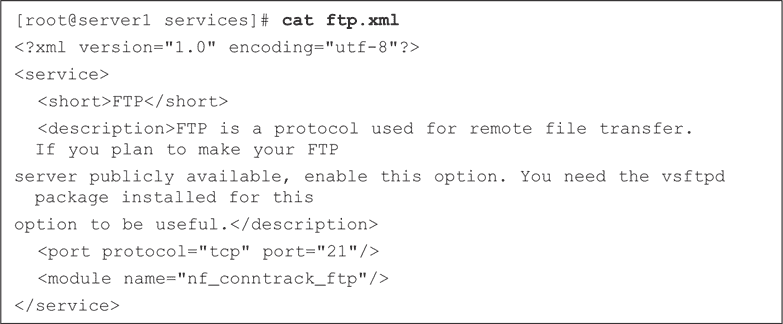 [root@server1 services]# cat ftp.xml
<?xml version="1.0" encoding="utf-8"?>
<service>
  <short>FTP</short>
  <description>FTP is a protocol used for remote file transfer.
  If you plan to make your FTP
server publicly available, enable this option. You need the vsftpd
  package installed for this
option to be useful.</description>
  <port protocol="tcp" port="21"/>
  <module name="nf_conntrack_ftp"/>
</service>